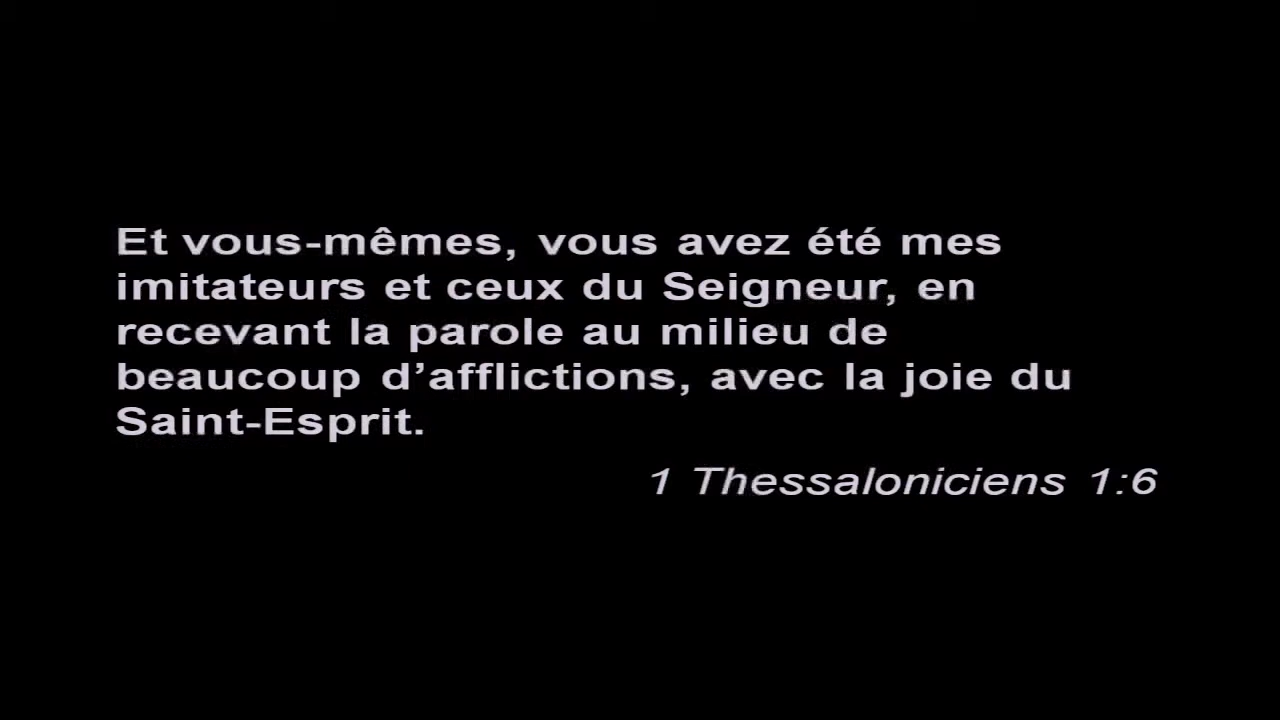 Et vous-mêmes, vous avez été mes
imitateurs et ceux du Seigneur, en
recevant la parole au milieu de
beaucoup d’afflictions, avec la joie du
Saint-Esprit.
1 Thessaloniciens 1:6